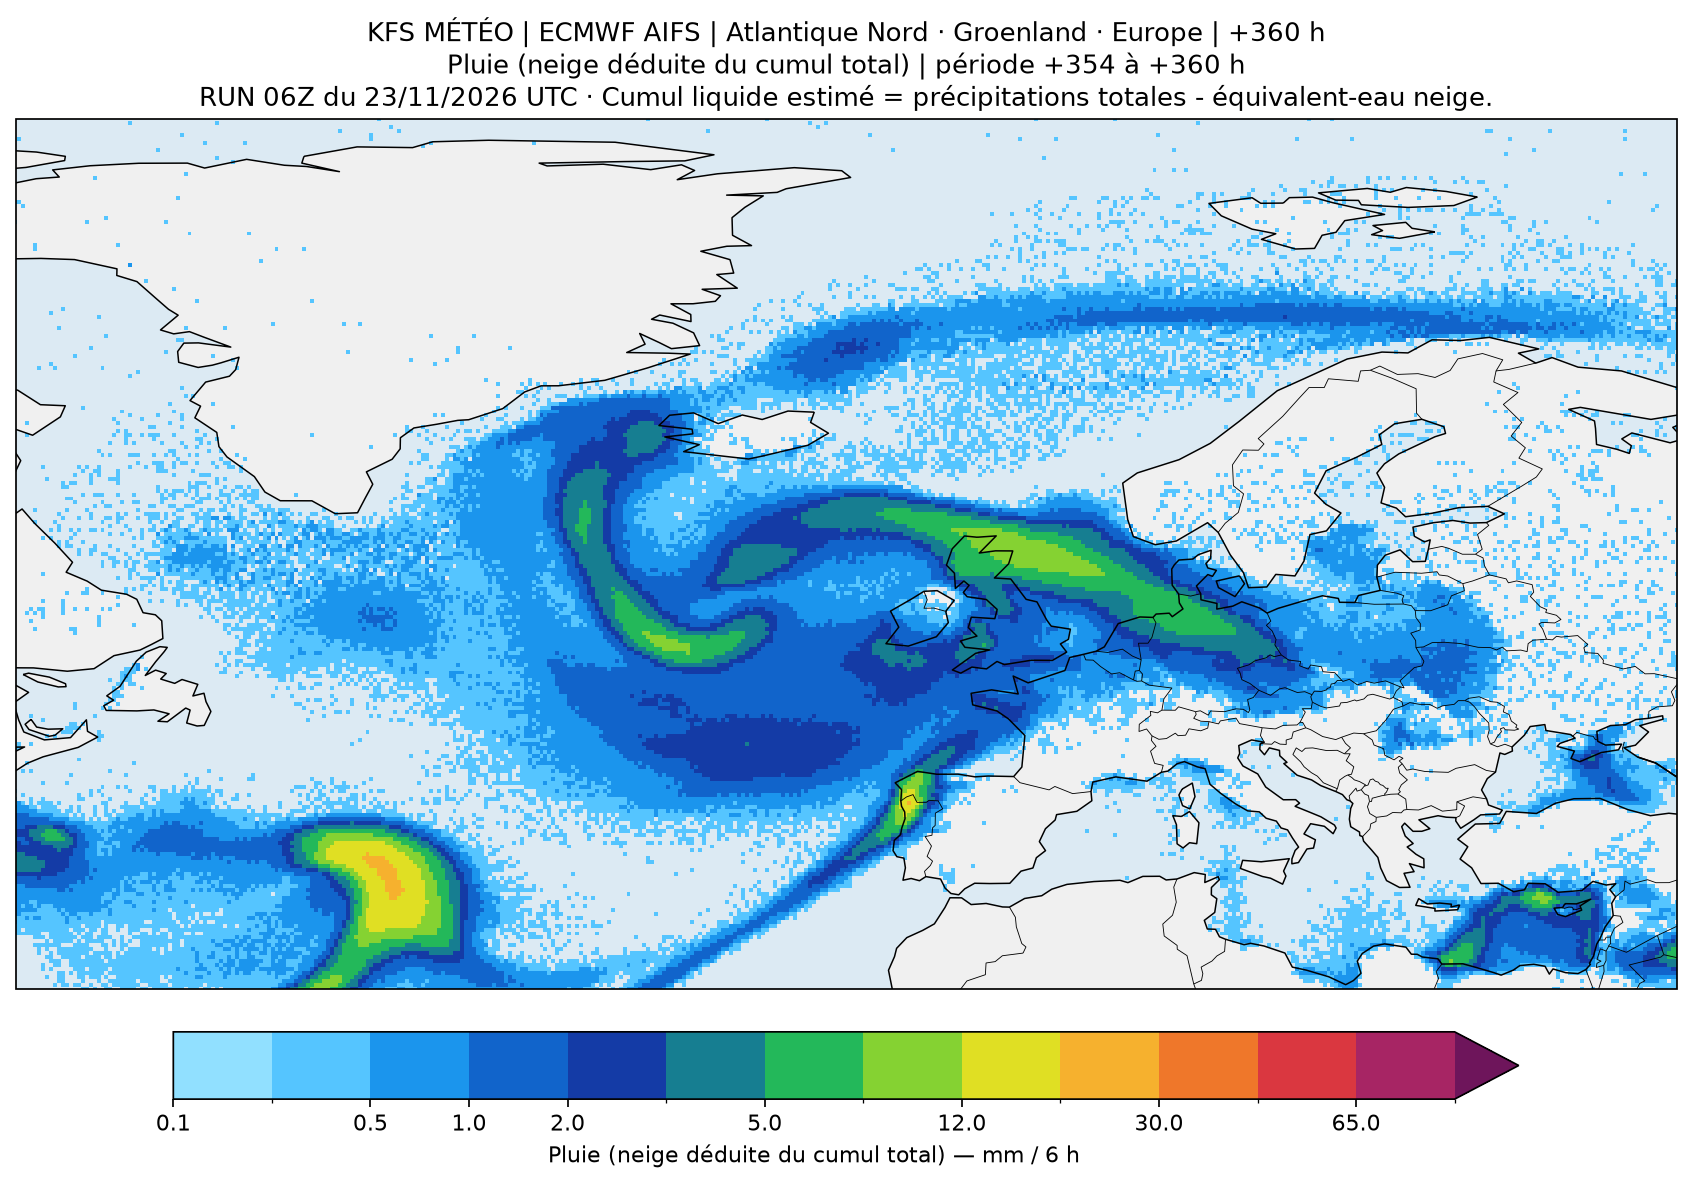 KFS MÉTÉO | ECMWF AIFS | Atlantique Nord · Groenland · Europe | +360 h
Pluie (neige déduite du cumul total) | période +354 à +360 h
RUN 06Z du 23/11/2026 UTC · Cumul liquide estimé = précipitations totales - équivalent-eau neige.
0.1 0.5 1.0 2.0 5.0 12.0 30.0 65.0
Pluie (neige déduite du cumul total) — mm / 6 h